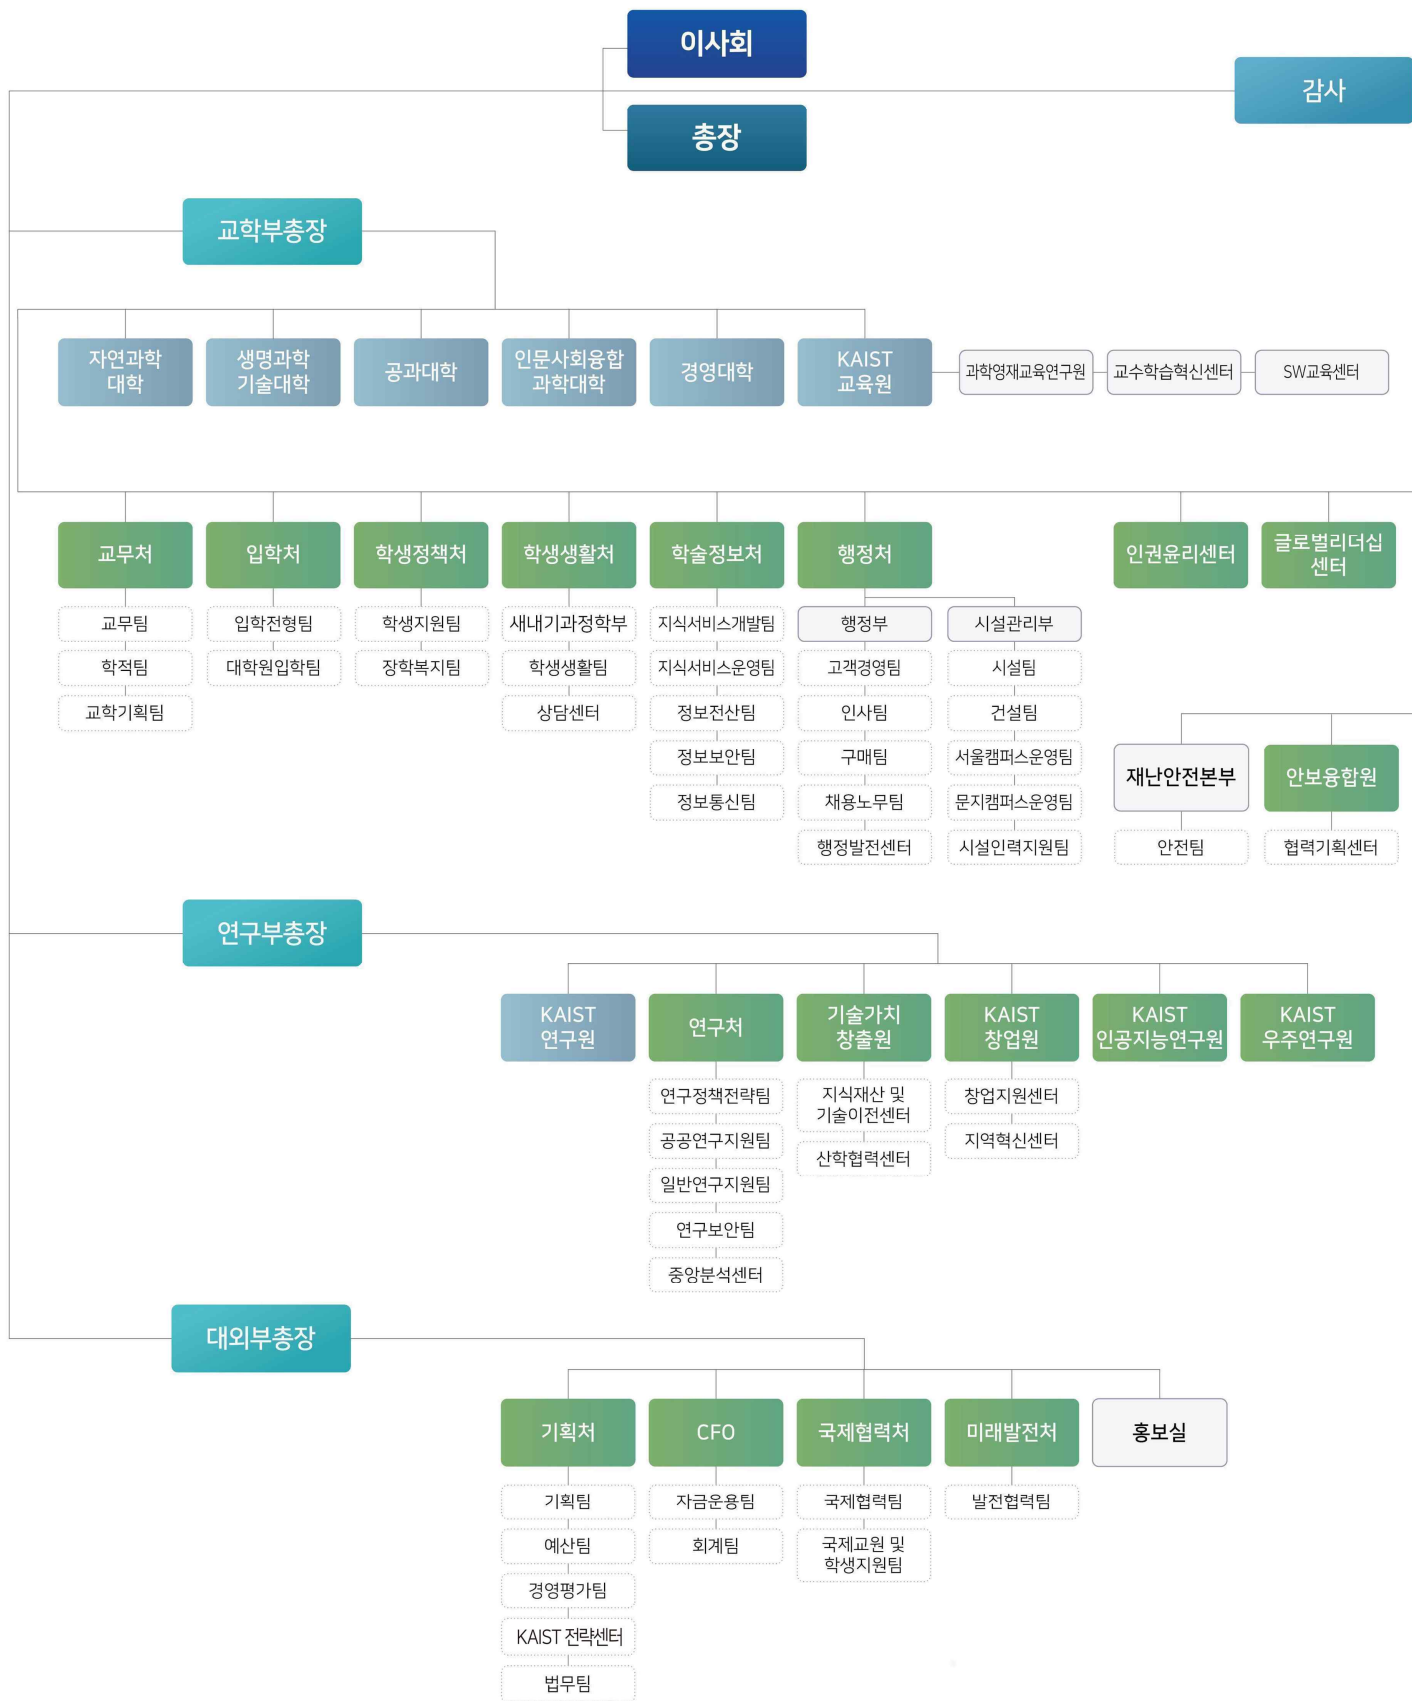 이사회
감사
총장
교학부총장
자연과학
대학
생명과학
기술대학
공과대학
인문사회융합
과학대학
경영대학
KAIST
교육원
과학영재교육연구원
교수학습혁신센터
SW교육센터
교무처
입학처
학생정책처
학생생활처
학술정보처
행정처
인권윤리센터
글로벌리더십
센터
교무팀
학적팀
교학기획팀
입학전형팀
대학원입학팀
학생지원팀
장학복지팀
새내기과정학부
학생생활팀
상담센터
지식서비스개발팀
지식서비스운영팀
정보전산팀
정보보안팀
정보통신팀
행정부
고객경영팀
인사팀
구매팀
채용노무팀
행정발전센터
시설관리부
시설팀
건설팀
서울캠퍼스운영팀
문지캠퍼스운영팀
시설인력지원팀
재난안전본부
안전팀
안보융합원
협력기획센터
연구부총장
KAIST
연구원
연구처
기술가치
창출원
KAIST
창업원
KAIST
인공지능연구원
KAIST
우주연구원
연구정책전략팀
공공연구지원팀
일반연구지원팀
연구보안팀
중앙분석센터
지식재산 및
기술이전센터
산학협력센터
창업지원센터
지역혁신센터
대외부총장
기획처
CFO
국제협력처
미래발전처
홍보실
기획팀
예산팀
경영평가팀
KAIST 전략센터
법무팀
자금운용팀
회계팀
국제협력팀
국제교원 및
학생지원팀
발전협력팀